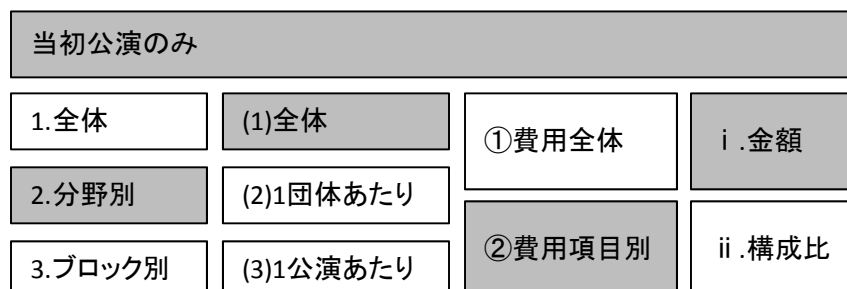 当初公演のみ
1.全体
(1)全体
①費用全体
ⅰ.金額
2.分野別
(2)1団体あたり
②費用項目別
ⅱ.構成比
3.ブロック別
(3)1公演あたり